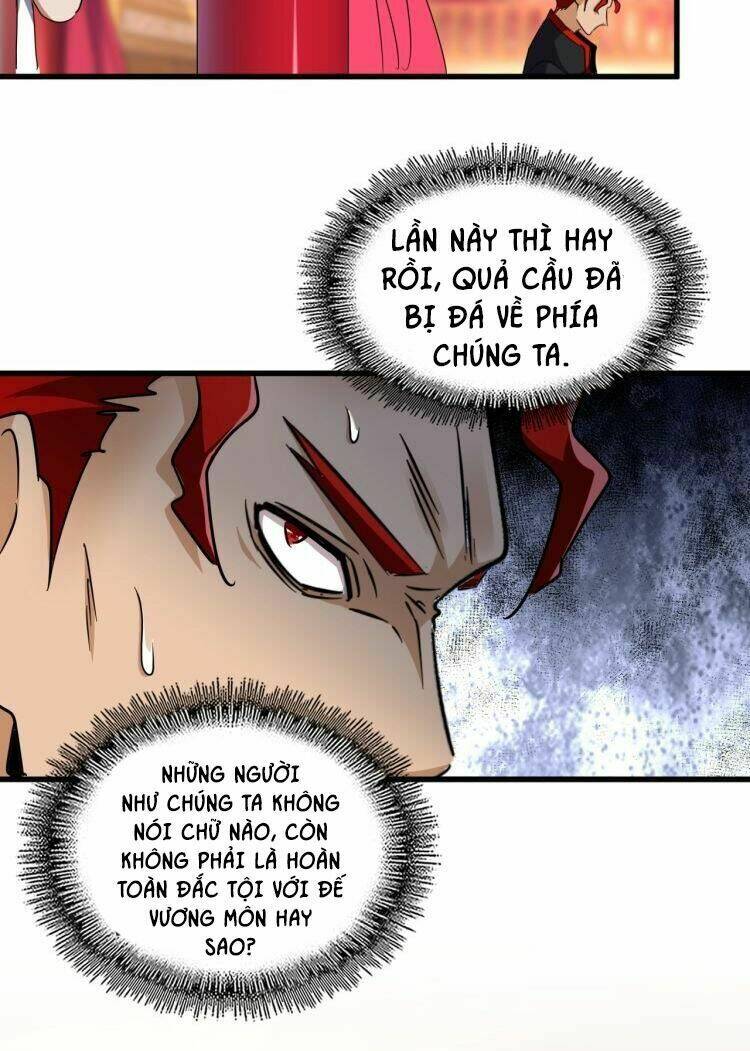 LẦN NÀY THÌ HAY
RỒI, QUẢ CẦU ĐÃ
BỊ ĐÁ VỀ PHÍA
CHÚNG TA.
NHỮNG NGƯỜI
NHƯ CHÚNG TA KHÔNG
NÓI CHỮ NÀO, CÒN
KHÔNG PHẢI LÀ HOÀN
TOÀN ĐẮC TỘI VỚI ĐẾ
VƯƠNG MÔN HAY
SAO?